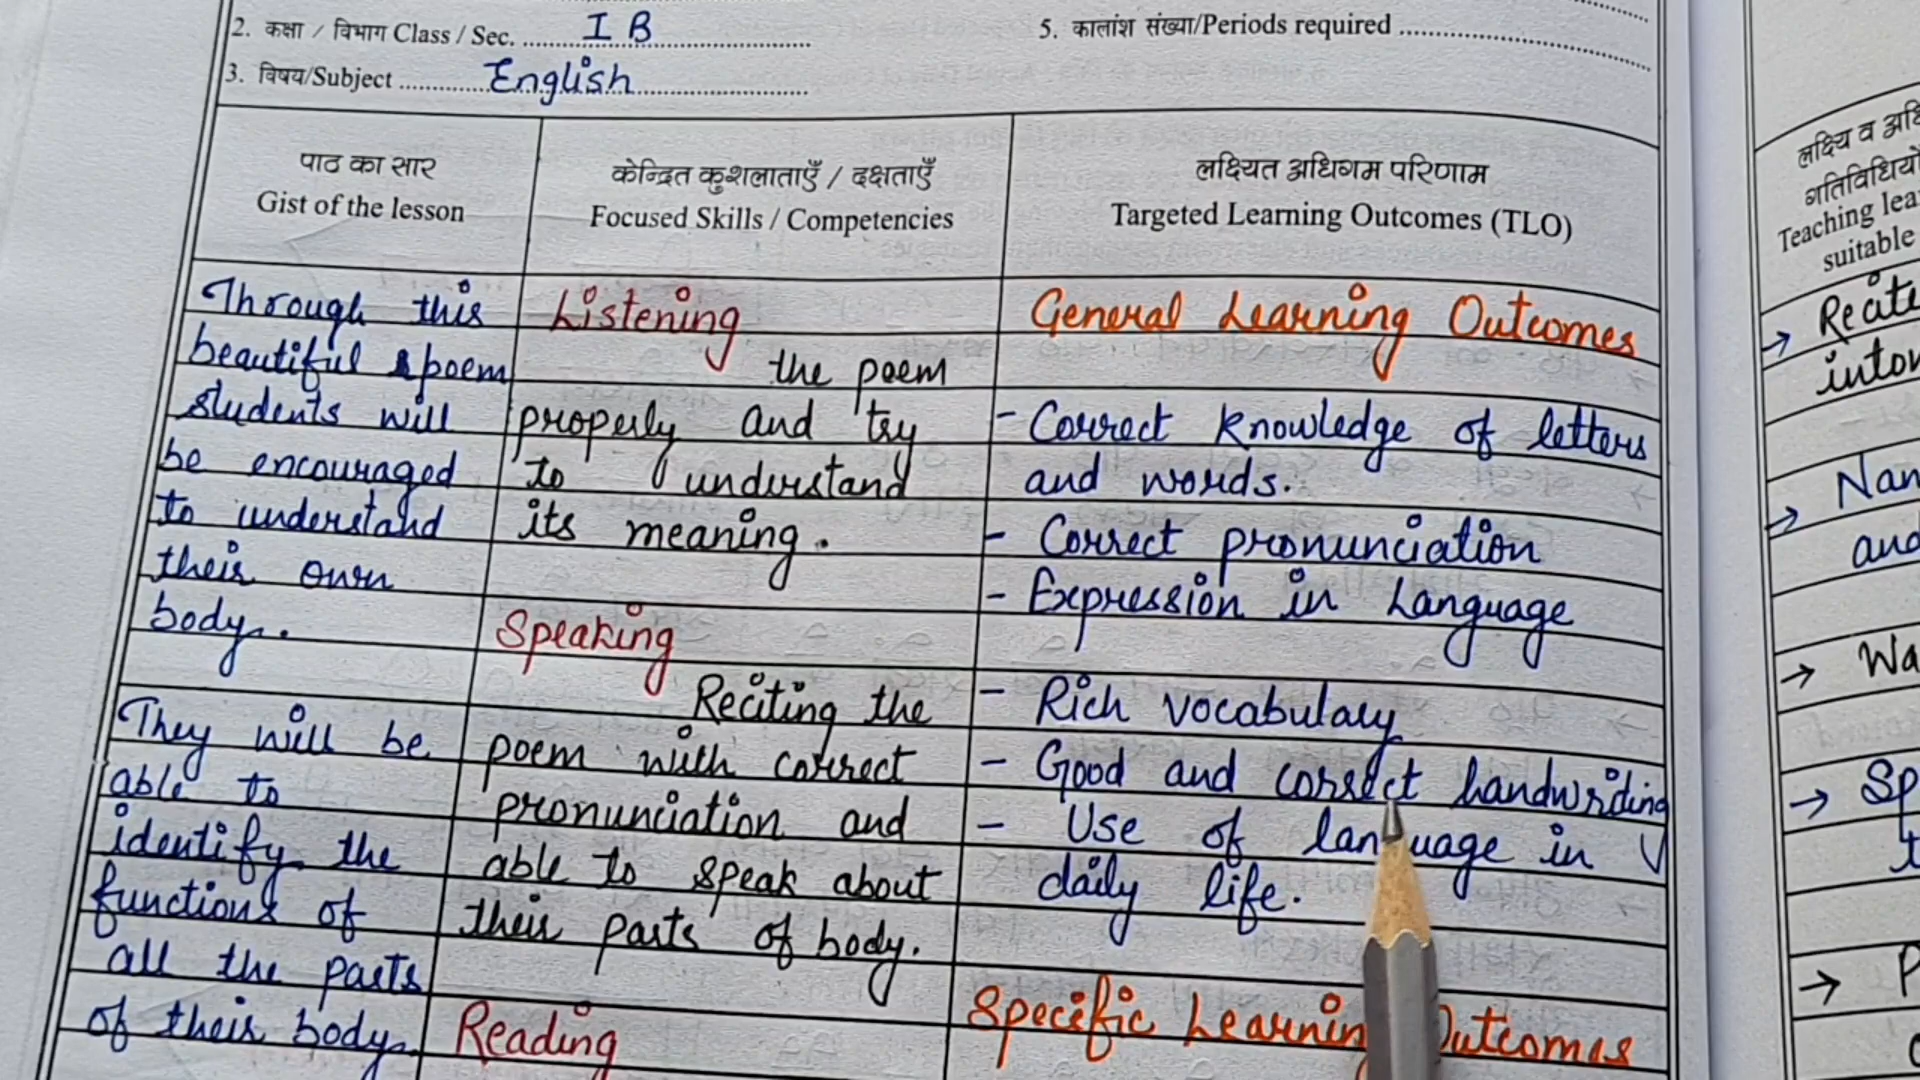 2. कक्षा / विभाग Class / Sec. I B
5. कालांश संख्या/Periods required
3. विषय/Subject English
पाठ का सार
Gist of the lesson
केन्द्रित कुशलाताएँ / दक्षताएँ
Focused Skills / Competencies
लक्ष्यित अधिगम परिणाम
Targeted Learning Outcomes (TLO)
Through this
beautiful poem
students will
be encouraged
to understand
their own
body.
They will be
able to
identify the
functions of
all the parts
of their body.
Listening
the poem
properly and try
to understand
its meaning.
Speaking
Reciting the
poem with correct
pronunciation and
able to speak about
their parts of body.
Reading
General Learning Outcomes
- Correct knowledge of letters
and words.
- Correct pronunciation
- Expression in Language
- Rich vocabulary
- Good and correct handwriting
- Use of language in
daily life.
Specific Learning Outcomes
लक्ष्यि व
Teaching
suitable
→ Recite
→
→
→
→